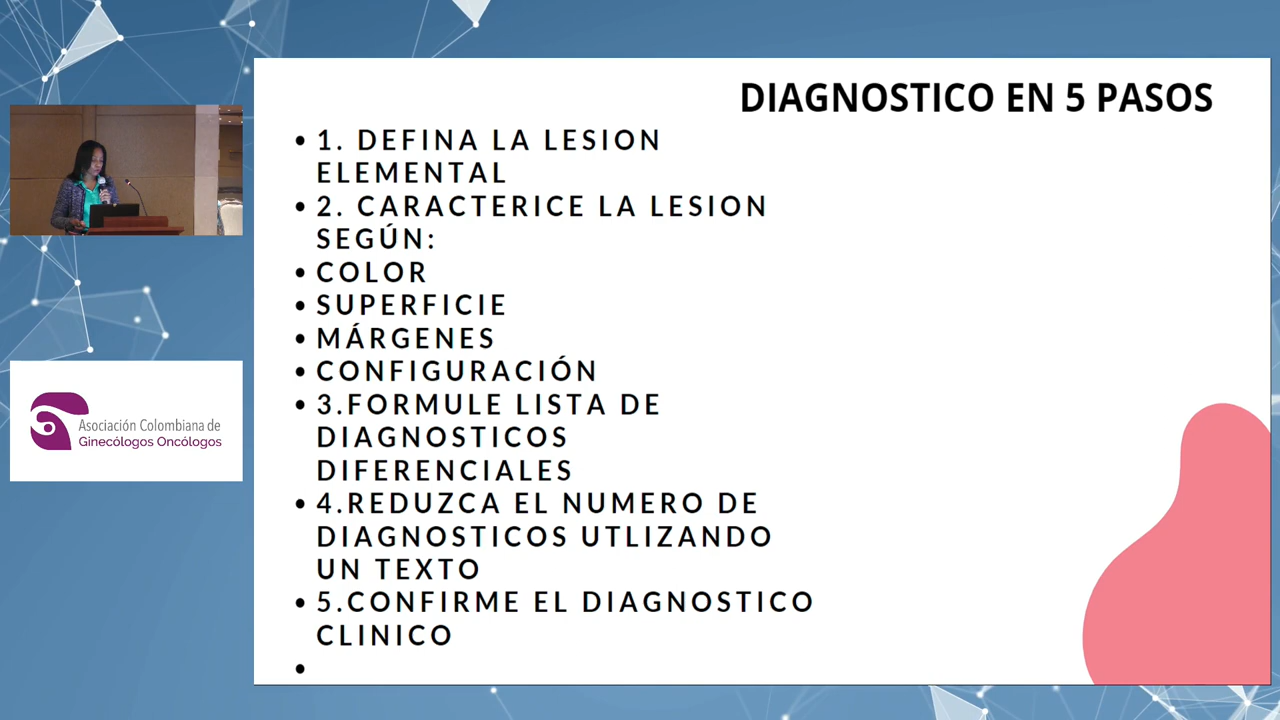 DIAGNOSTICO EN 5 PASOS
• 1. DEFINA LA LESION
ELEMENTAL
• 2. CARACTERICE LA LESION
SEGÚN:
• COLOR
• SUPERFICIE
• MÁRGENES
• CONFIGURACIÓN
• 3.FORMULE LISTA DE
DIAGNOSTICOS
DIFERENCIALES
• 4.REDUZCA EL NUMERO DE
DIAGNOSTICOS UTLIZANDO
UN TEXTO
• 5.CONFIRME EL DIAGNOSTICO
CLINICO
•
Asociación Colombiana de
Ginecólogos Oncólogos